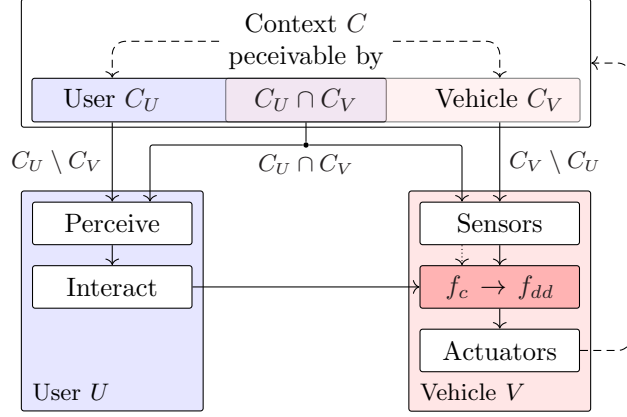 Context C
peceivable by
User C_U
C_U ∩ C_V
Vehicle C_V
C_U \ C_V
C_U ∩ C_V
C_V \ C_U
Perceive
Sensors
Interact
f_c → f_dd
Actuators
User U
Vehicle V